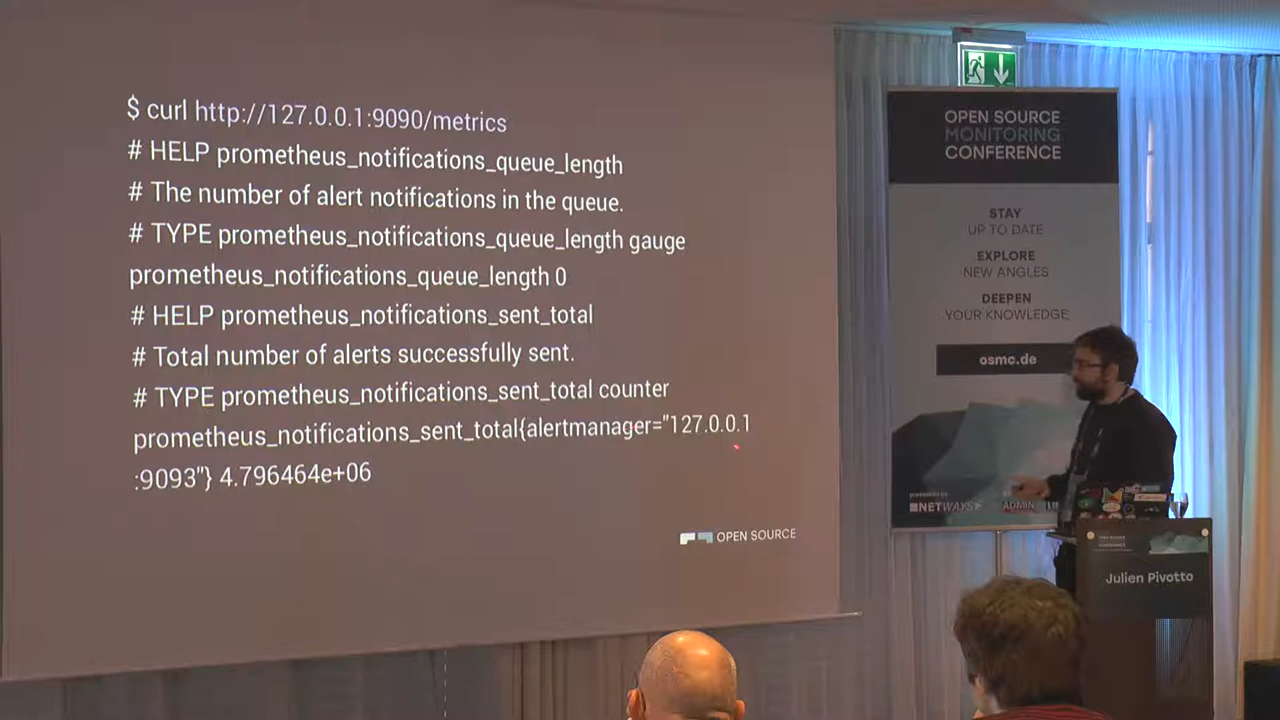 $ curl http://127.0.0.1:9090/metrics
# HELP prometheus_notifications_queue_length
# The number of alert notifications in the queue.
# TYPE prometheus_notifications_queue_length gauge
prometheus_notifications_queue_length 0
# HELP prometheus_notifications_sent_total
# Total number of alerts successfully sent.
# TYPE prometheus_notifications_sent_total counter
prometheus_notifications_sent_total{alertmanager="127.0.0.1
:9093"} 4.796464e+06
OPEN SOURCE
OPEN SOURCE
MONITORING
CONFERENCE
STAY
UP TO DATE
EXPLORE
NEW ANGLES
DEEPEN
YOUR KNOWLEDGE
osmc.de
NETWAYS
ADMIN
Julien Pivotto